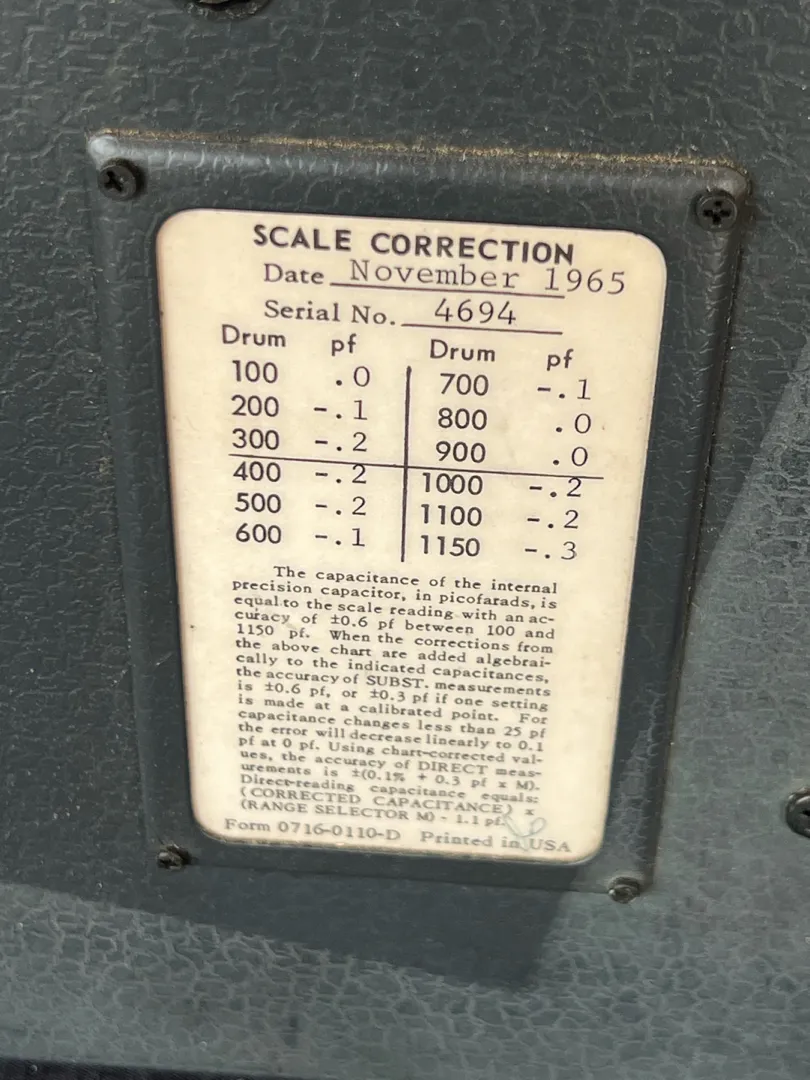 SCALE CORRECTION
Date November 1965
Serial No. 4694
Drum pf Drum pf
100 .0 700 -.1
200 -.1 800 .0
300 -.2 900 .0
400 -.2 1000 -.2
500 -.2 1100 -.2
600 -.1 1150 -.3
The capacitance of the internal
precision capacitor, in picofarads, is
equal to the scale reading with an ac-
curacy of ±0.6 pf between 100 and
1150 pf. When the corrections from
the above chart are added algebrai-
cally to the indicated capacitances,
the accuracy of SUBST. measurements
is ±0.6 pf, or ±0.3 pf if one setting
is made at a calibrated point. For
capacitance changes less than 25 pf
the error will decrease linearly to 0.1
pf at 0 pf. Using chart-corrected val-
ues, the accuracy of DIRECT meas-
urements is ±(0.1% + 0.3 pf x M).
Direct-reading capacitance equals:
(CORRECTED CAPACITANCE) x
(RANGE SELECTOR M) - 1.1 pf.
Form 0716-0110-D Printed in USA